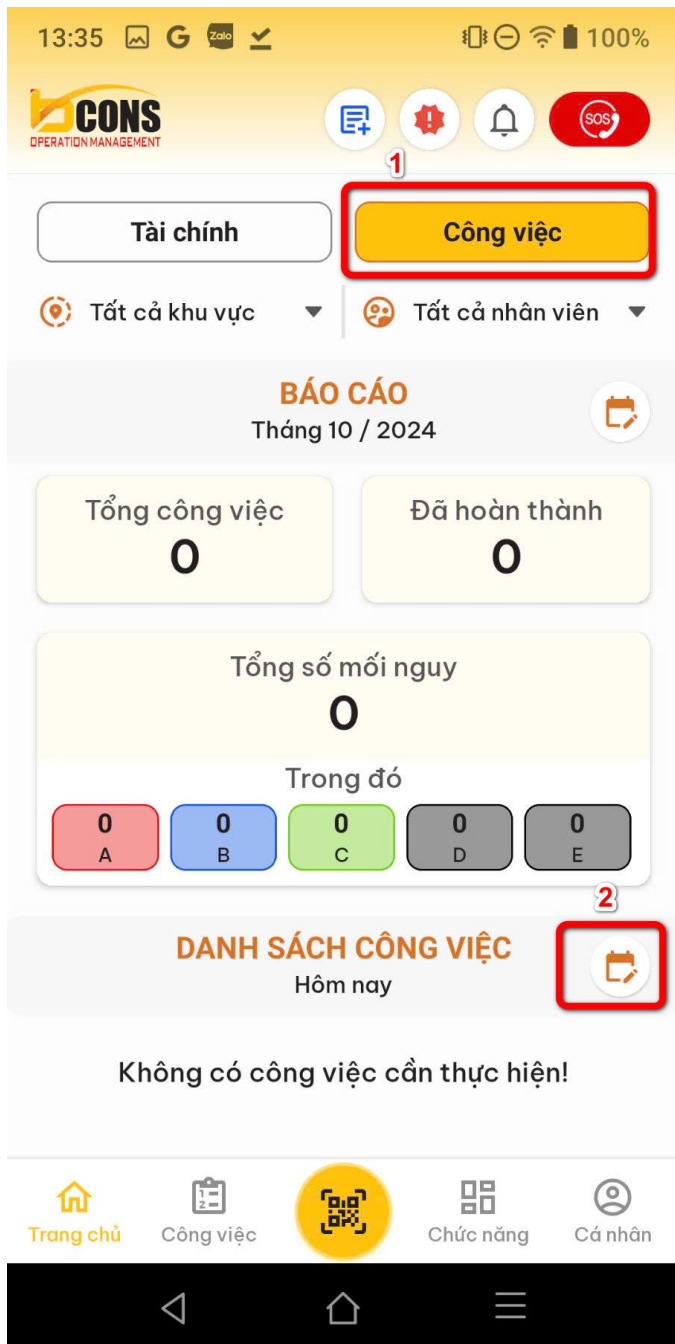 13:35 G Zalo 100%
bCONS
OPERATION MANAGEMENT
SOS
1
Tài chính Công việc
Tất cả khu vực Tất cả nhân viên
BÁO CÁO
Tháng 10 / 2024
Tổng công việc Đã hoàn thành
0 0
Tổng số mối nguy
0
Trong đó
0 0 0 0 0
A B C D E
2
DANH SÁCH CÔNG VIỆC
Hôm nay
Không có công việc cần thực hiện!
Trang chủ Công việc Chức năng Cá nhân